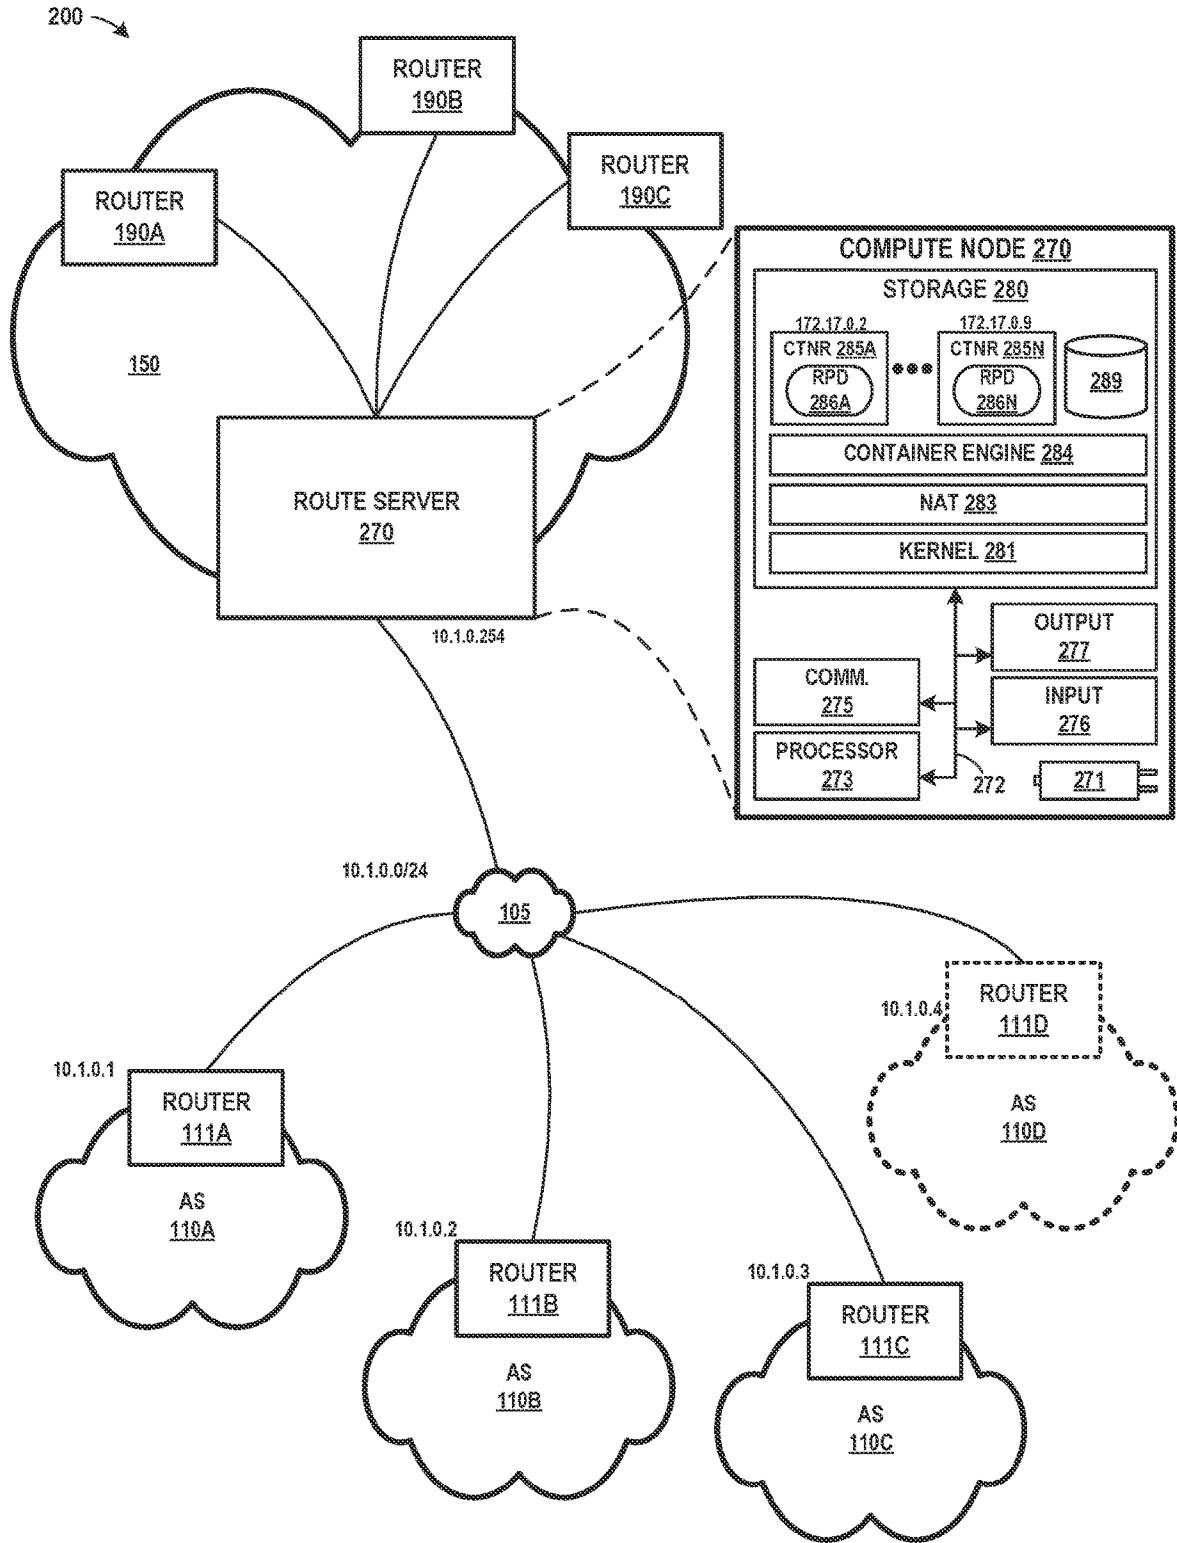 200
ROUTER
190B
ROUTER
190C
ROUTER
190A
150
ROUTE SERVER
270
10.1.0.254
COMPUTE NODE 270
STORAGE 280
172.17.0.2
172.17.0.9
CTNR 285A
CTNR 285N
RPD
286A
RPD
286N
289
CONTAINER ENGINE 284
NAT 283
KERNEL 281
OUTPUT
277
COMM.
275
INPUT
276
PROCESSOR
273
272
271
10.1.0.0/24
105
10.1.0.4
ROUTER
111D
AS
110D
10.1.0.1
ROUTER
111A
AS
110A
10.1.0.2
ROUTER
111B
AS
110B
10.1.0.3
ROUTER
111C
AS
110C